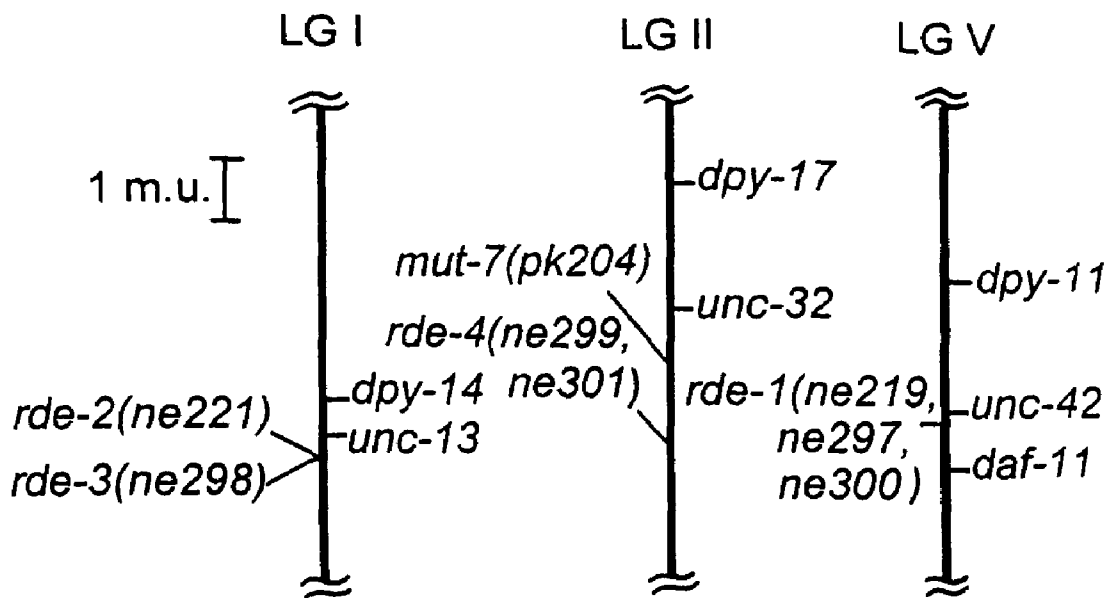 LG I
LG II
LG V
1 m.u.
dpy-17
mut-7(pk204)
dpy-11
unc-32
rde-4(ne299,
ne301)
dpy-14
rde-2(ne221)
unc-13
rde-3(ne298)
rde-1(ne219,
ne297,
ne300)
unc-42
daf-11